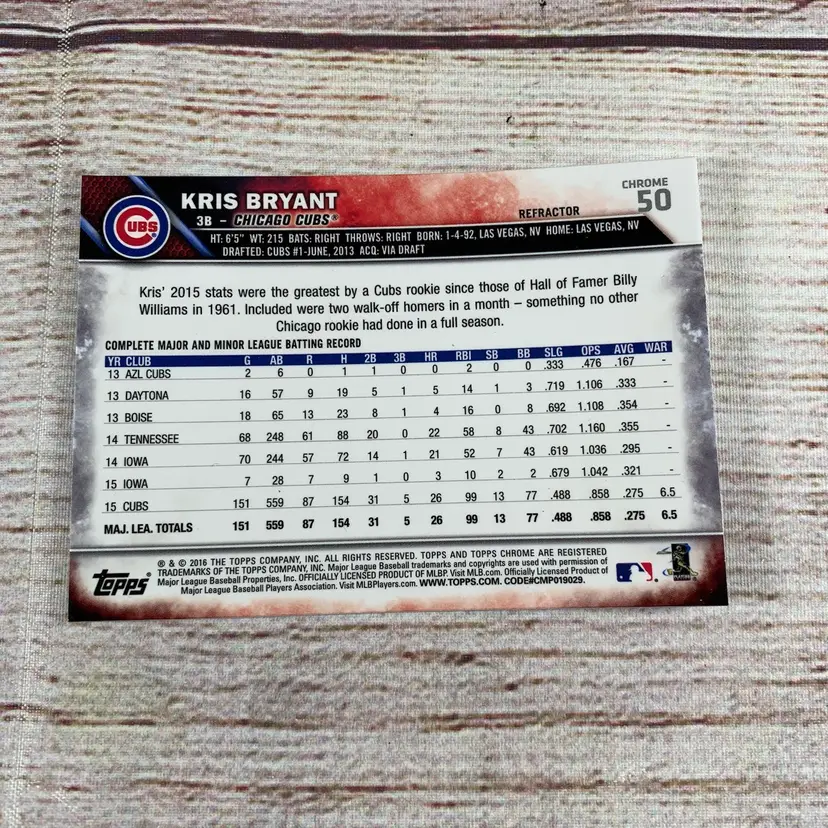 CUBS
KRIS BRYANT
3B – CHICAGO CUBS®
REFRACTOR
CHROME
50
HT: 6'5" WT: 215 BATS: RIGHT THROWS: RIGHT BORN: 1-4-92, LAS VEGAS, NV HOME: LAS VEGAS, NV
DRAFTED: CUBS #1-JUNE, 2013 ACQ: VIA DRAFT
Kris' 2015 stats were the greatest by a Cubs rookie since those of Hall of Famer Billy
Williams in 1961. Included were two walk-off homers in a month – something no other
Chicago rookie had done in a full season.
COMPLETE MAJOR AND MINOR LEAGUE BATTING RECORD
YR CLUB G AB R H 2B 3B HR RBI SB BB SLG OPS AVG WAR
13 AZL CUBS 2 6 0 1 1 0 0 2 0 0 .333 .476 .167 -
13 DAYTONA 16 57 9 19 5 1 5 14 1 3 .719 1.106 .333 -
13 BOISE 18 65 13 23 8 1 4 16 0 8 .692 1.108 .354 -
14 TENNESSEE 68 248 61 88 20 0 22 58 8 43 .702 1.160 .355 -
14 IOWA 70 244 57 72 14 1 21 52 7 43 .619 1.036 .295 -
15 IOWA 7 28 7 9 1 0 3 10 2 2 .679 1.042 .321 -
15 CUBS 151 559 87 154 31 5 26 99 13 77 .488 .858 .275 6.5
MAJ. LEA. TOTALS 151 559 87 154 31 5 26 99 13 77 .488 .858 .275 6.5
Topps®
® & © 2016 THE TOPPS COMPANY, INC. ALL RIGHTS RESERVED. TOPPS AND TOPPS CHROME ARE REGISTERED
TRADEMARKS OF THE TOPPS COMPANY, INC. Major League Baseball trademarks and copyrights are used with permission of
Major League Baseball Properties, Inc. OFFICIALLY LICENSED PRODUCT OF MLBP. Visit MLB.com. Officially Licensed Product of
Major League Baseball Players Association. Visit MLBPlayers.com. WWW.TOPPS.COM. CODE#CMP019029.